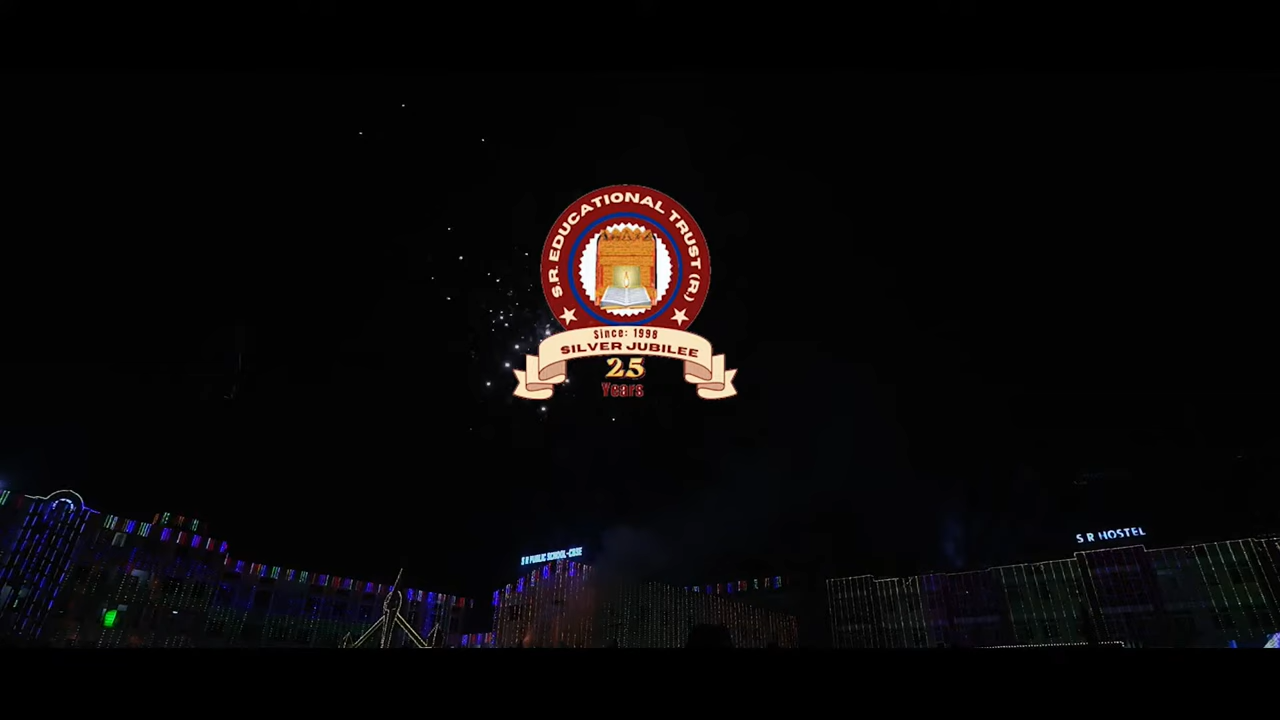 S.R. EDUCATIONAL TRUST (R.)
Since: 1998
SILVER JUBILEE
25
Years
S R PUBLIC SCHOOL-CBSE
S R HOSTEL